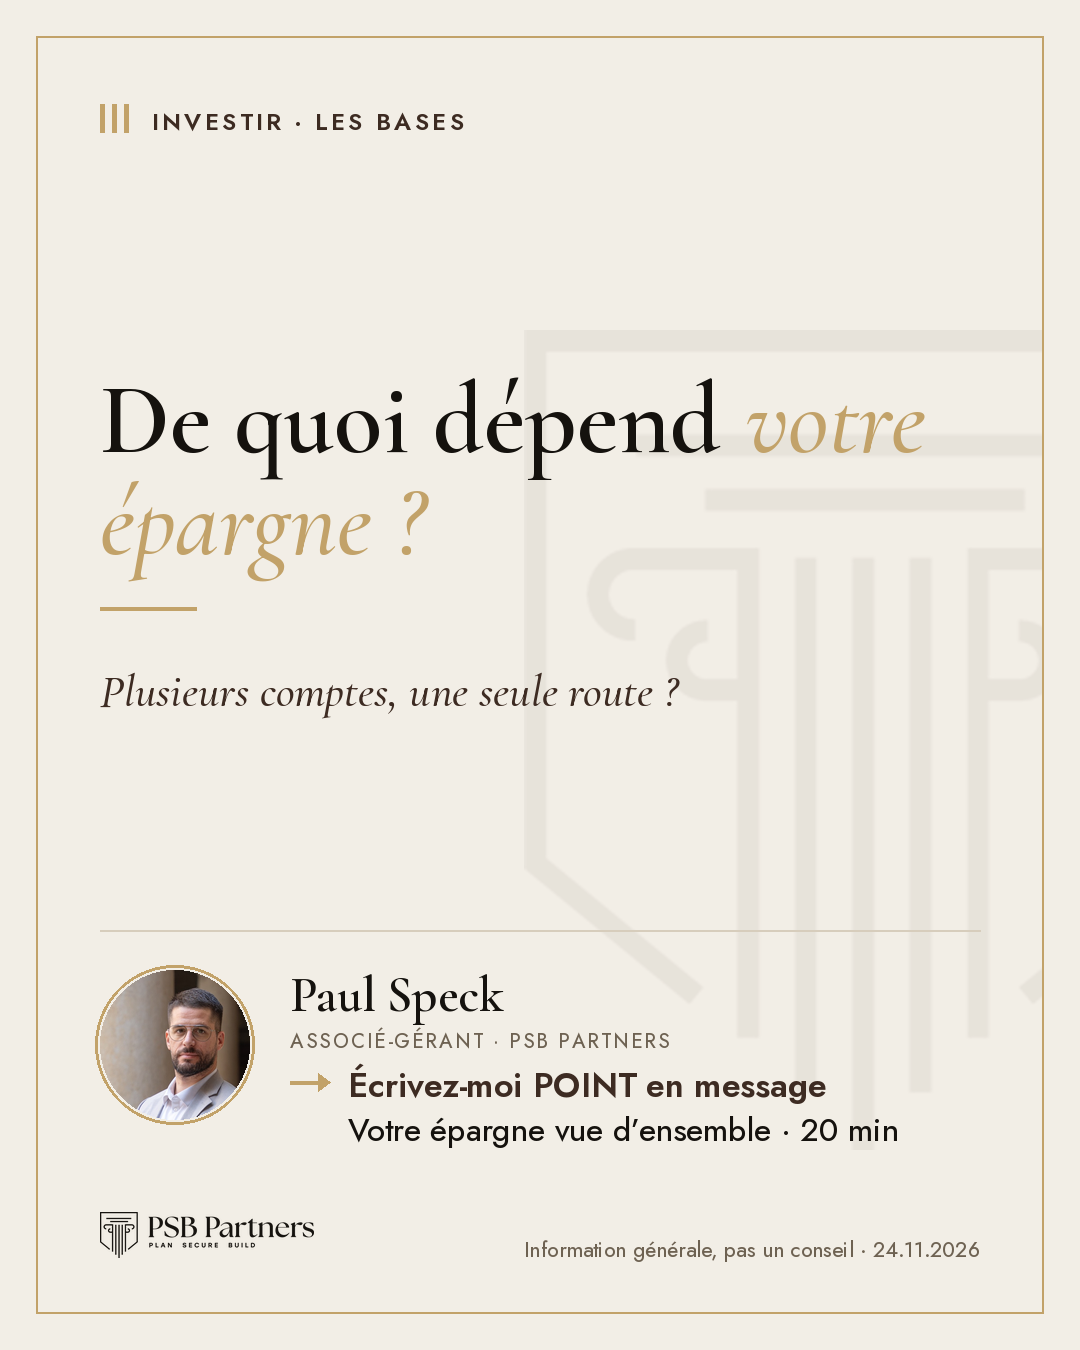 INVESTIR · LES BASES
De quoi dépend votre
épargne ?
Plusieurs comptes, une seule route ?
Paul Speck
ASSOCIÉ-GÉRANT · PSB PARTNERS
Écrivez-moi POINT en message
Votre épargne vue d’ensemble · 20 min
PSB Partners
PLAN SECURE BUILD
Information générale, pas un conseil · 24.11.2026